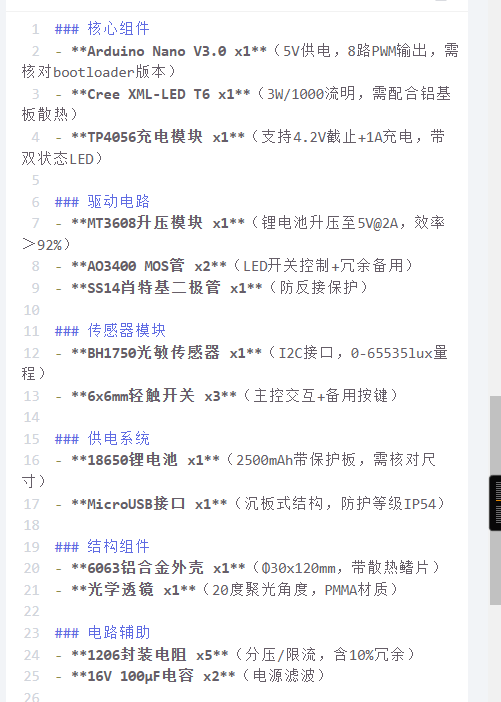 1 ### 核心组件
2 - **Arduino Nano V3.0 x1**（5V供电，8路PWM输出，需
核对bootloader版本）
3 - **Cree XML-LED T6 x1**（3W/1000流明，需配合铝基
板散热）
4 - **TP4056充电模块 x1**（支持4.2V截止+1A充电，带
双状态LED）
5
6 ### 驱动电路
7 - **MT3608升压模块 x1**（锂电池升压至5V@2A，效率
＞92%）
8 - **AO3400 MOS管 x2**（LED开关控制+冗余备用）
9 - **SS14肖特基二极管 x1**（防反接保护）
10
11 ### 传感器模块
12 - **BH1750光敏传感器 x1**（I2C接口，0-65535lux量
程）
13 - **6x6mm轻触开关 x3**（主控交互+备用按键）
14
15 ### 供电系统
16 - **18650锂电池 x1**（2500mAh带保护板，需核对尺
寸）
17 - **MicroUSB接口 x1**（沉板式结构，防护等级IP54）
18
19 ### 结构组件
20 - **6063铝合金外壳 x1**（Φ30x120mm，带散热鳍片）
21 - **光学透镜 x1**（20度聚光角度，PMMA材质）
22
23 ### 电路辅助
24 - **1206封装电阻 x5**（分压/限流，含10%冗余）
25 - **16V 100μF电容 x2**（电源滤波）
26